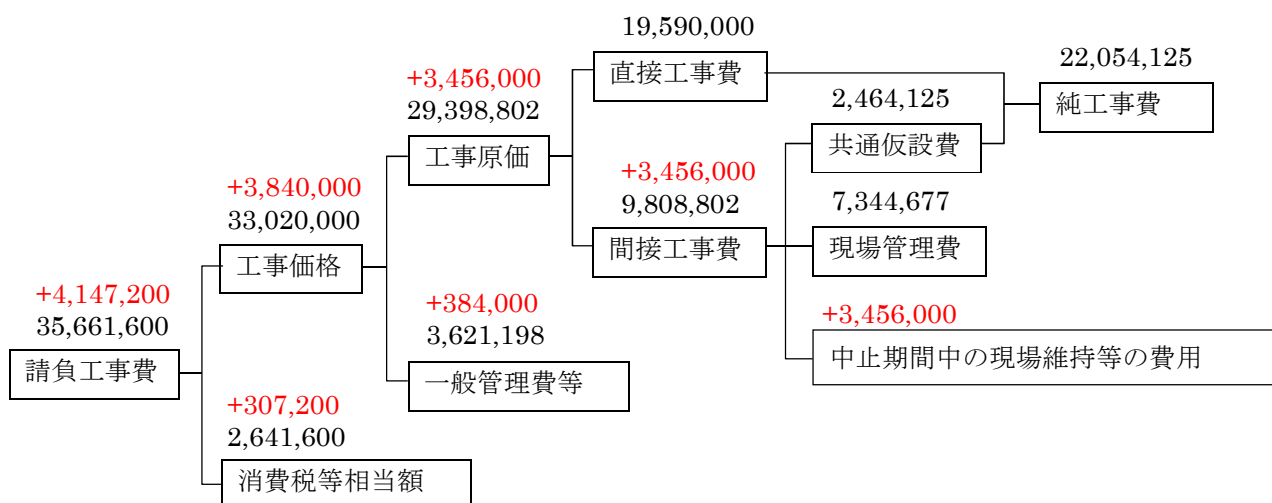 19,590,000
直接工事費
22,054,125
純工事費
+3,456,000
29,398,802
工事原価
2,464,125
共通仮設費
+3,456,000
9,808,802
間接工事費
7,344,677
現場管理費
+3,840,000
33,020,000
工事価格
+384,000
3,621,198
一般管理費等
+3,456,000
中止期間中の現場維持等の費用
+4,147,200
35,661,600
請負工事費
+307,200
2,641,600
消費税等相当額